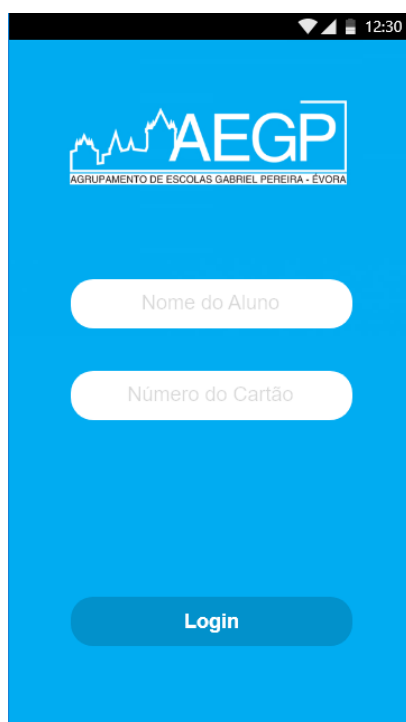 12:30
AEGP
AGRUPAMENTO DE ESCOLAS GABRIEL PEREIRA - ÉVORA
Nome do Aluno
Número do Cartão
Login